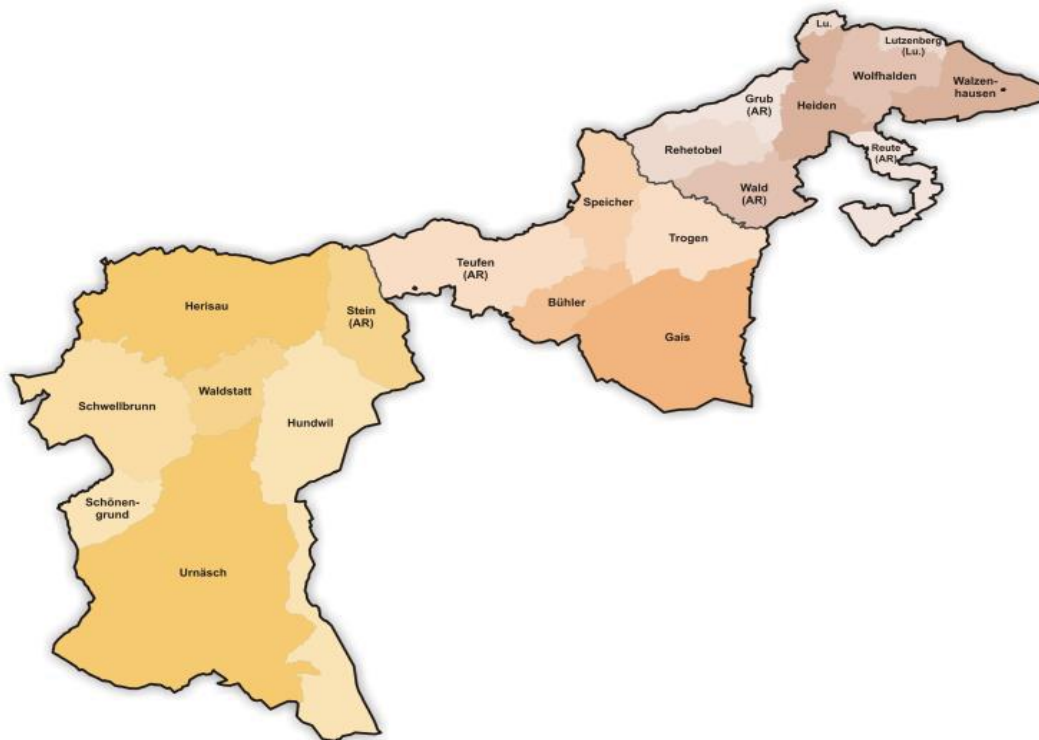 Lu.
Lutzenberg
(Lu.)
Wolfhalden
Walzen-
hausen
Grub
(AR)
Heiden
Rehetobel
Reute
(AR)
Wald
(AR)
Speicher
Trogen
Teufen
(AR)
Bühler
Gais
Herisau
Stein
(AR)
Waldstatt
Schwellbrunn
Hundwil
Schönen-
grund
Urnäsch